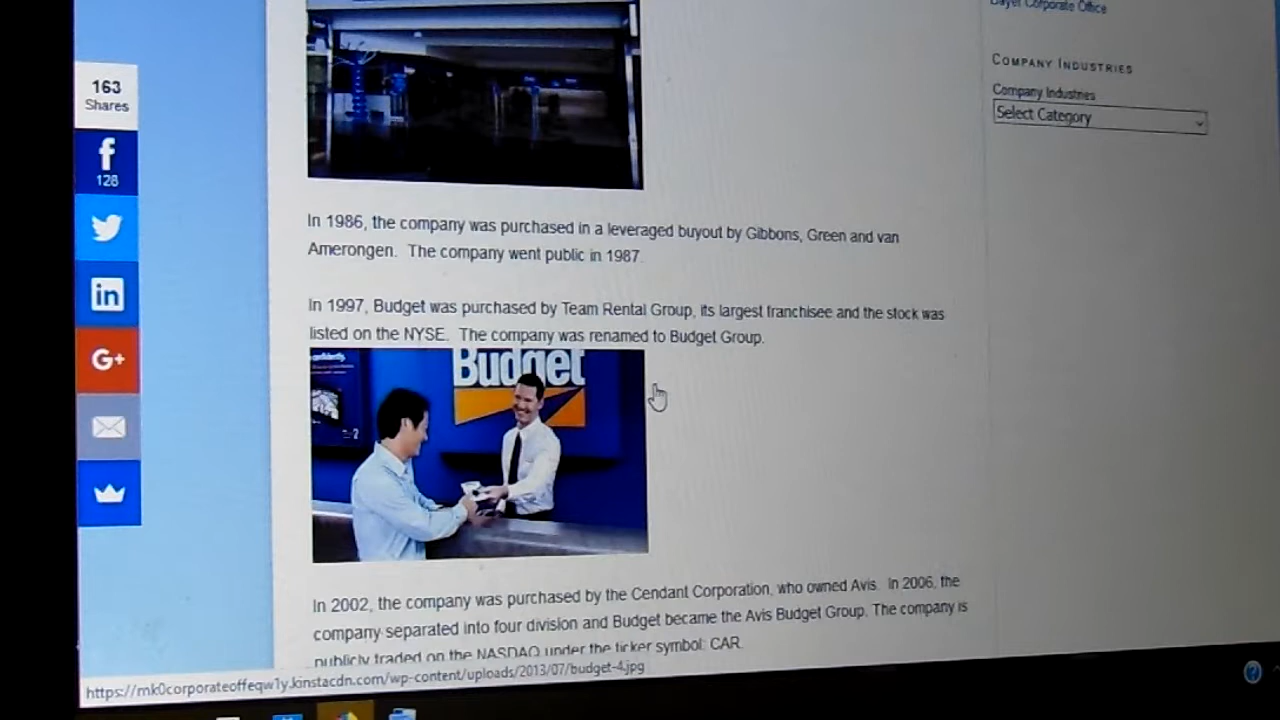 Bayer Corporate Office
COMPANY INDUSTRIES
Company Industries
Select Category
163
Shares
f
128
in
G+
In 1986, the company was purchased in a leveraged buyout by Gibbons, Green and van
Amerongen. The company went public in 1987.
In 1997, Budget was purchased by Team Rental Group, its largest franchisee and the stock was
listed on the NYSE. The company was renamed to Budget Group.
Budget
In 2002, the company was purchased by the Cendant Corporation, who owned Avis. In 2006, the
company separated into four division and Budget became the Avis Budget Group. The company is
publicly traded on the NASDAQ under the ticker symbol: CAR.
https://mk0corporateoffeqw1y.kinstacdn.com/wp-content/uploads/2013/07/budget-4.jpg